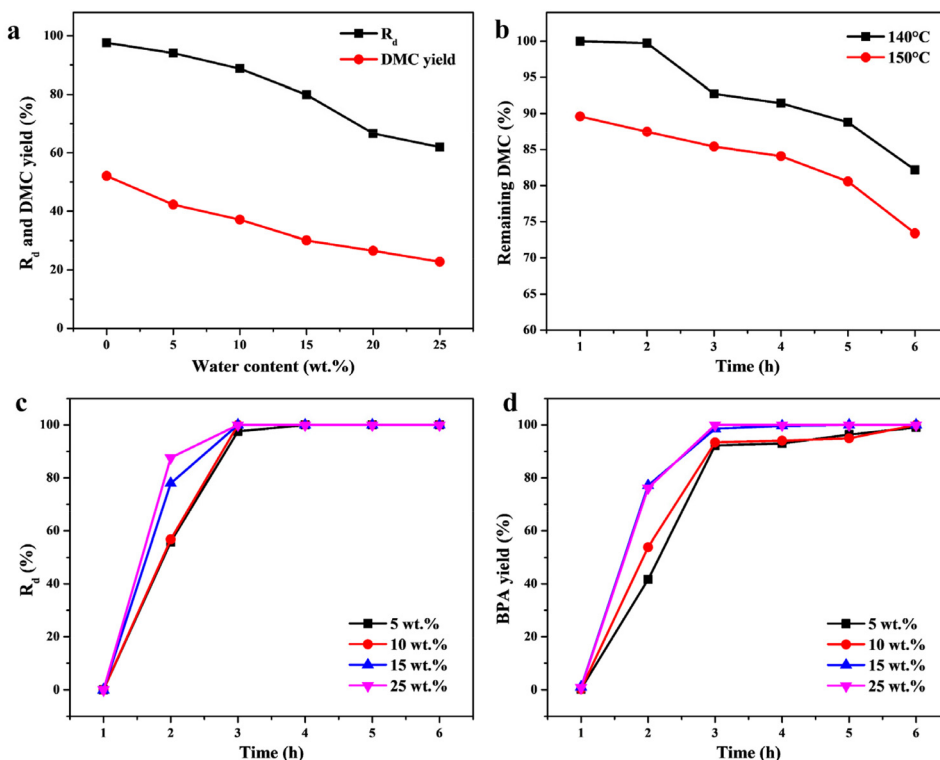 a
R_d
DMC yield
R_d and DMC yield (%)
100
80
60
40
20
0
0 5 10 15 20 25
Water content (wt.%)
b
140°C
150°C
Remaining DMC (%)
100
95
90
85
80
75
70
65
60
1 2 3 4 5 6
Time (h)
c
R_d (%)
100
80
60
40
20
0
5 wt.%
10 wt.%
15 wt.%
25 wt.%
1 2 3 4 5 6
Time (h)
d
BPA yield (%)
100
80
60
40
20
0
5 wt.%
10 wt.%
15 wt.%
25 wt.%
1 2 3 4 5 6
Time (h)